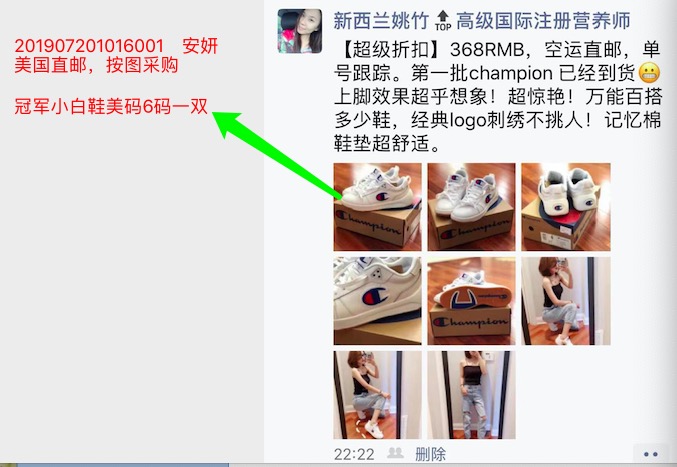 201907201016001 安妍
美国直邮，按图采购
冠军小白鞋美码6码一双
新西兰姚竹 TOP 高级国际注册营养师
【超级折扣】368RMB，空运直邮，单
号跟踪。第一批champion 已经到货
上脚效果超乎想象！超惊艳！万能百搭
多少鞋，经典logo刺绣不挑人！记忆棉
鞋垫超舒适。
Champion
Champion
Champion
22:22 删除